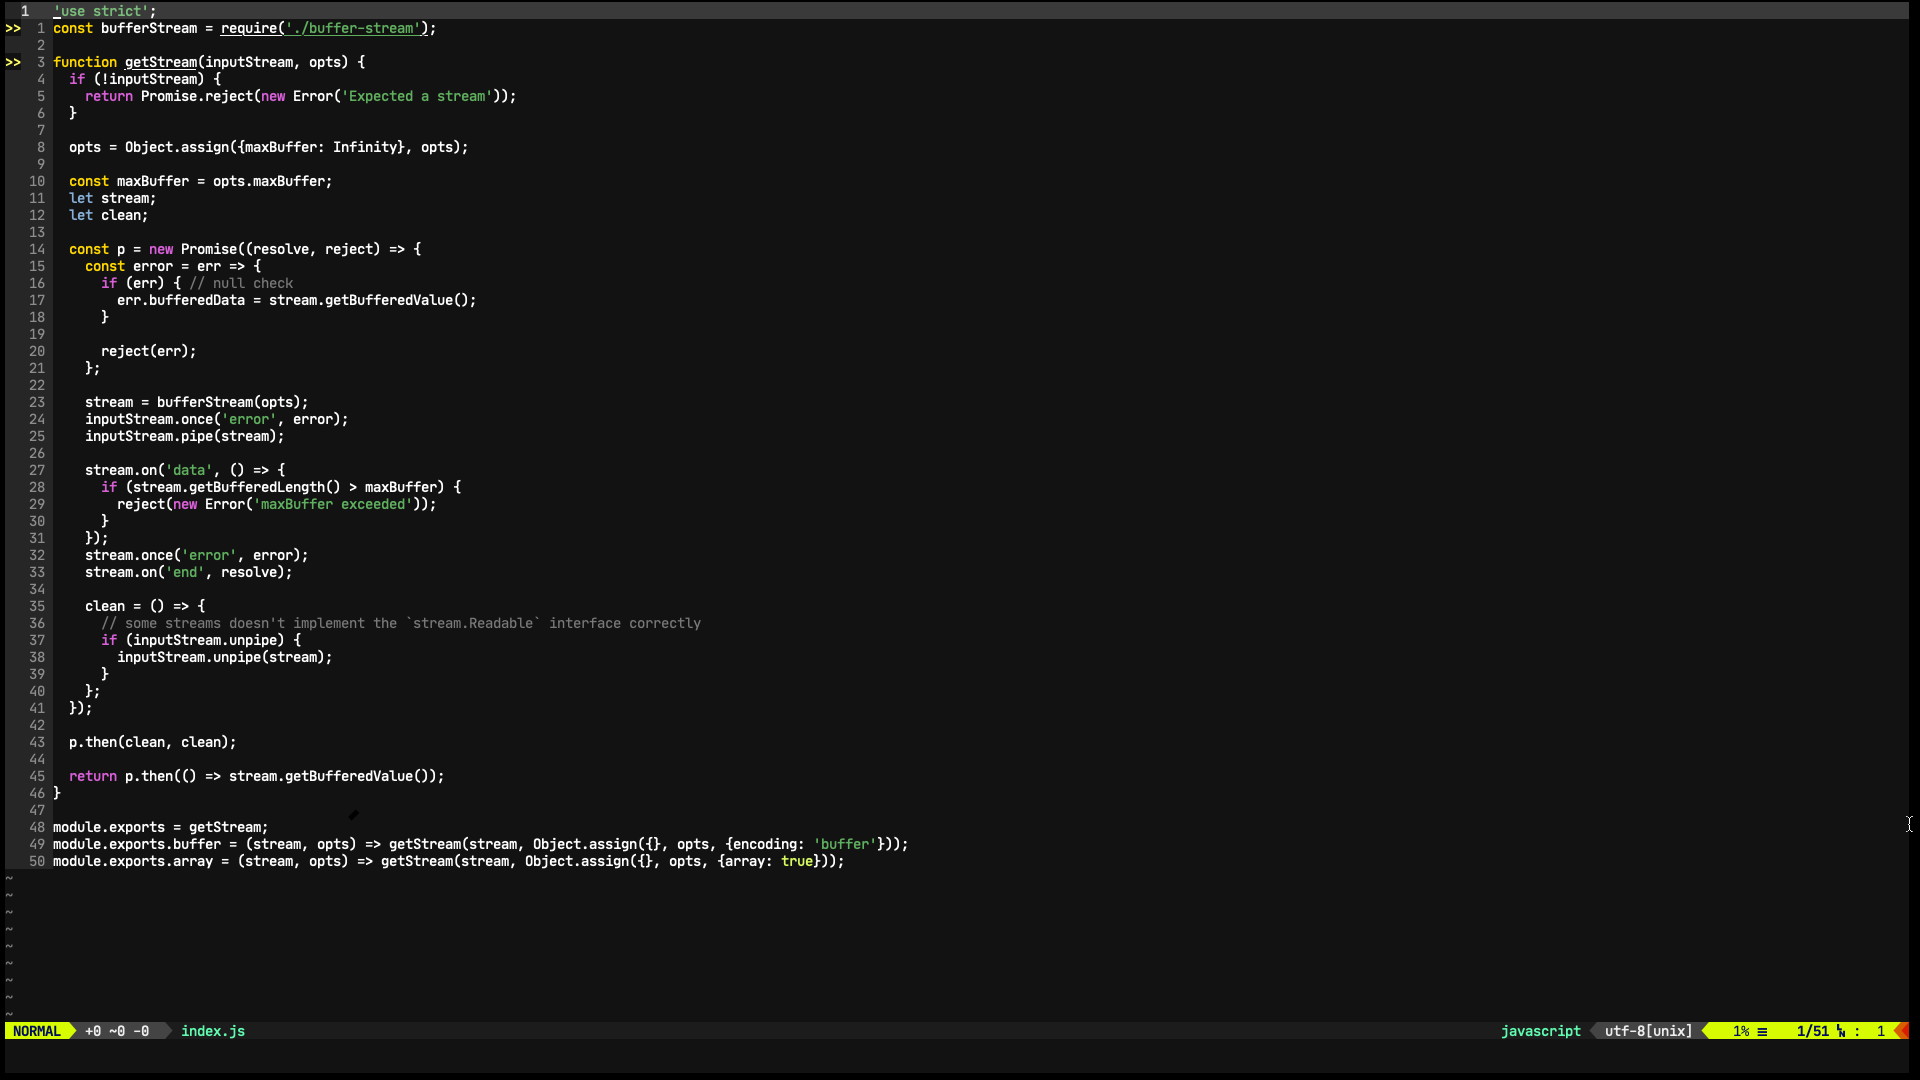 1 'use strict';
>> 1 const bufferStream = require('./buffer-stream');
2
>> 3 function getStream(inputStream, opts) {
4   if (!inputStream) {
5     return Promise.reject(new Error('Expected a stream'));
6   }
7
8   opts = Object.assign({maxBuffer: Infinity}, opts);
9
10   const maxBuffer = opts.maxBuffer;
11   let stream;
12   let clean;
13
14   const p = new Promise((resolve, reject) => {
15     const error = err => {
16       if (err) { // null check
17         err.bufferedData = stream.getBufferedValue();
18       }
19
20       reject(err);
21     };
22
23     stream = bufferStream(opts);
24     inputStream.once('error', error);
25     inputStream.pipe(stream);
26
27     stream.on('data', () => {
28       if (stream.getBufferedLength() > maxBuffer) {
29         reject(new Error('maxBuffer exceeded'));
30       }
31     });
32     stream.once('error', error);
33     stream.on('end', resolve);
34
35     clean = () => {
36       // some streams doesn't implement the `stream.Readable` interface correctly
37       if (inputStream.unpipe) {
38         inputStream.unpipe(stream);
39       }
40     };
41   });
42
43   p.then(clean, clean);
44
45   return p.then(() => stream.getBufferedValue());
46 }
47
48 module.exports = getStream;
49 module.exports.buffer = (stream, opts) => getStream(stream, Object.assign({}, opts, {encoding: 'buffer'}));
50 module.exports.array = (stream, opts) => getStream(stream, Object.assign({}, opts, {array: true}));
~
~
~
~
~
~
~
~
~
NORMAL +0 ~0 -0 index.js javascript utf-8[unix] 1% ≡ 1/51 ㏑ : 1